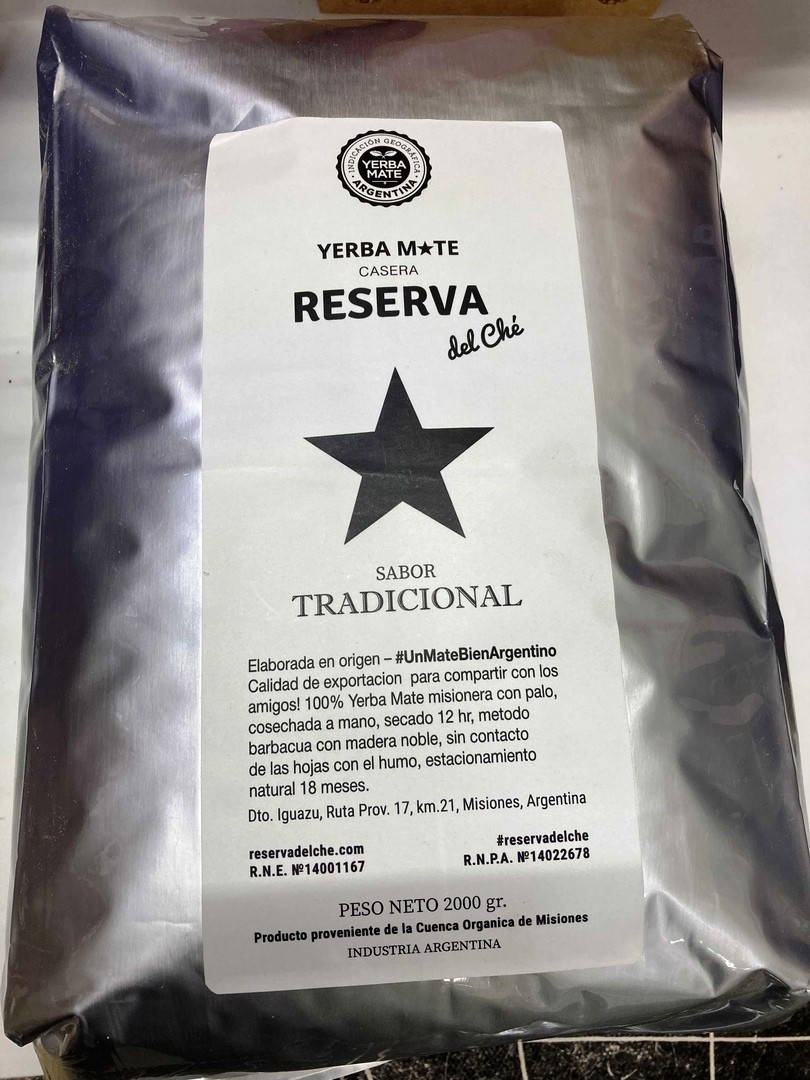 INDICACIÓN GEOGRÁFICA
YERBA
MATE
ARGENTINA
YERBA M★TE
CASERA
RESERVA
del Ché
SABOR
TRADICIONAL
Elaborada en origen – #UnMateBienArgentino
Calidad de exportacion para compartir con los
amigos! 100% Yerba Mate misionera con palo,
cosechada a mano, secado 12 hr, metodo
barbacua con madera noble, sin contacto
de las hojas con el humo, estacionamiento
natural 18 meses.
Dto. Iguazu, Ruta Prov. 17, km.21, Misiones, Argentina
reservadelche.com #reservadelche
R.N.E. Nº14001167 R.N.P.A. Nº14022678
PESO NETO 2000 gr.
Producto proveniente de la Cuenca Organica de Misiones
INDUSTRIA ARGENTINA